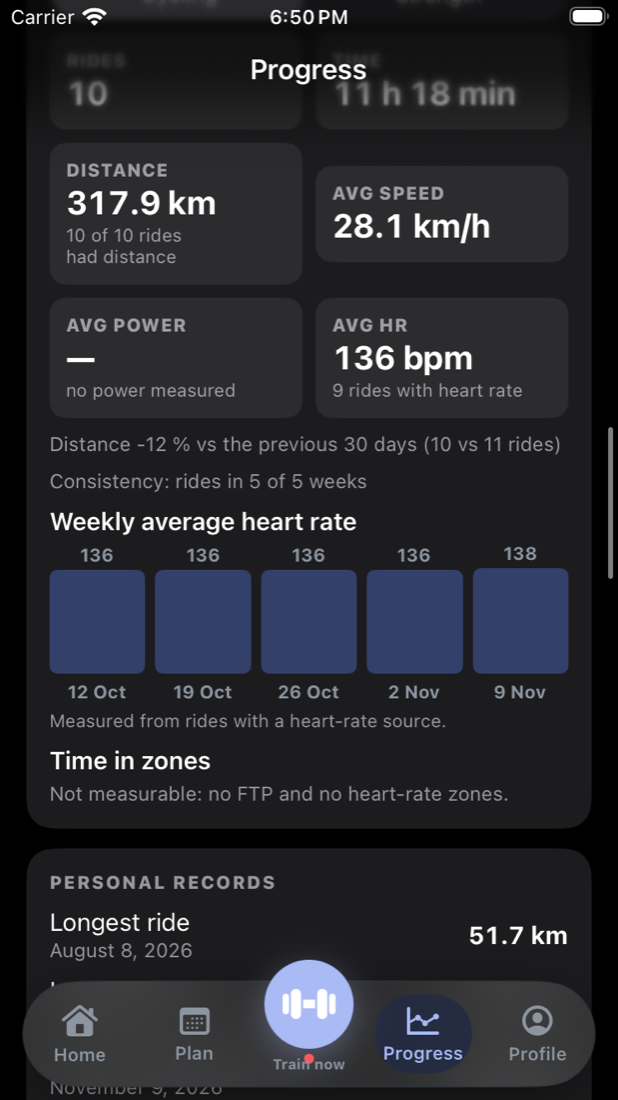 Carrier 6:50 PM
Progress
RIDES
10
TIME
11 h 18 min
DISTANCE
317.9 km
10 of 10 rides
had distance
AVG SPEED
28.1 km/h
AVG POWER
—
no power measured
AVG HR
136 bpm
9 rides with heart rate
Distance -12 % vs the previous 30 days (10 vs 11 rides)
Consistency: rides in 5 of 5 weeks
Weekly average heart rate
136 136 136 136 138
12 Oct 19 Oct 26 Oct 2 Nov 9 Nov
Measured from rides with a heart-rate source.
Time in zones
Not measurable: no FTP and no heart-rate zones.
PERSONAL RECORDS
Longest ride
August 8, 2026
51.7 km
Home Plan Train now Progress Profile
November 9, 2026